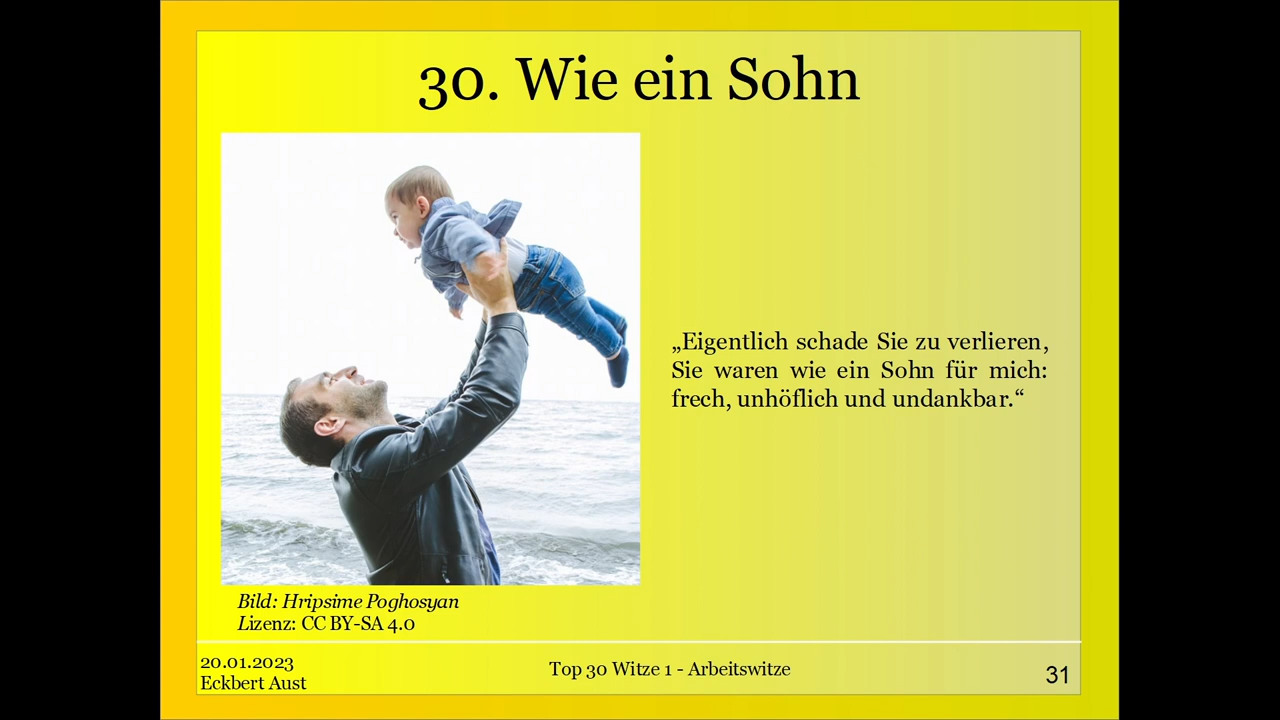 30. Wie ein Sohn
„Eigentlich schade Sie zu verlieren,
Sie waren wie ein Sohn für mich:
frech, unhöflich und undankbar.“
Bild: Hripsime Poghosyan
Lizenz: CC BY-SA 4.0
20.01.2023
Eckbert Aust
Top 30 Witze 1 - Arbeitswitze
31